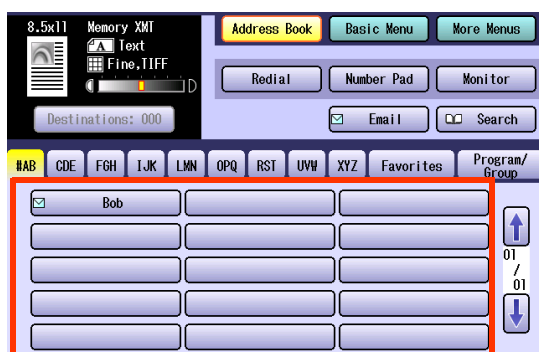 8.5x11 Memory XMT
A Text
Fine,TIFF
D
Destinations: 000
Address Book Basic Menu More Menus
Redial Number Pad Monitor
Email Search
#AB CDE FGH IJK LMN OPQ RST UVW XYZ Favorites Program/
Group
Bob
01
/
01